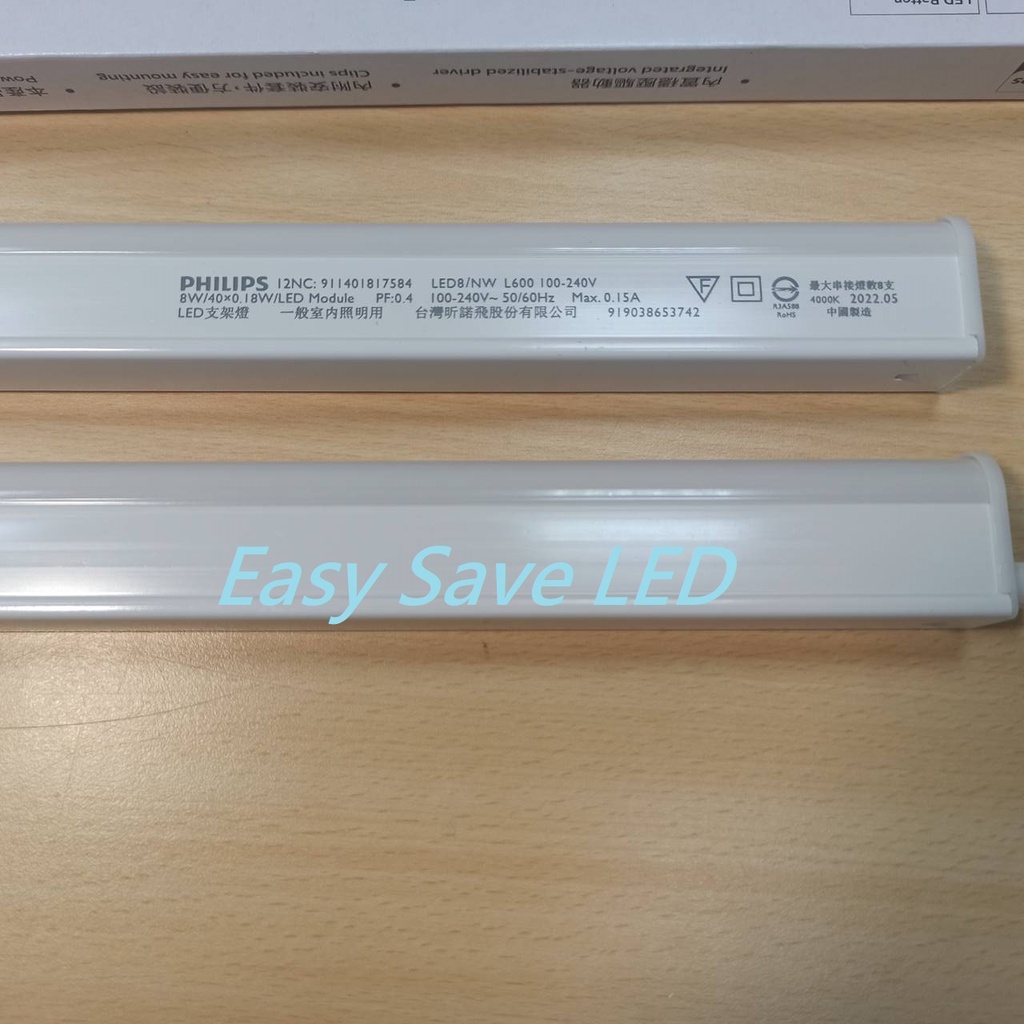 LED Batten
Integrated voltage-stabilized driver
內置穩壓驅動器
Clips included for easy mounting
內附安裝套件，方便裝設
PHILIPS 12NC: 911401817584 LED8/NW L600 100-240V
8W/40×0.18W/LED Module PF:0.4 100-240V~ 50/60Hz Max. 0.15A
LED支架燈 一般室內照明用 台灣昕諾飛股份有限公司 919038653742
F
R3A588
RoHS
最大串接燈數8支
4000K 2022.05
中國製造
Easy Save LED